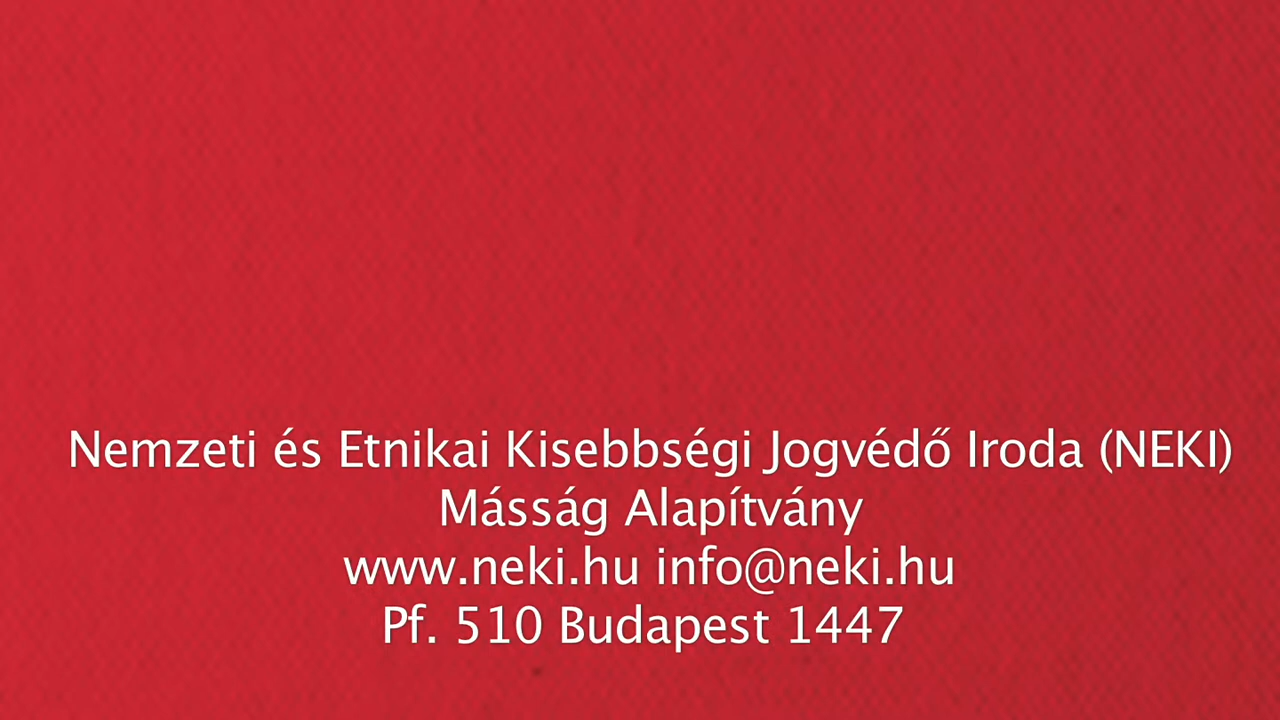 Nemzeti és Etnikai Kisebbségi Jogvédő Iroda (NEKI)
Másság Alapítvány
www.neki.hu info@neki.hu
Pf. 510 Budapest 1447